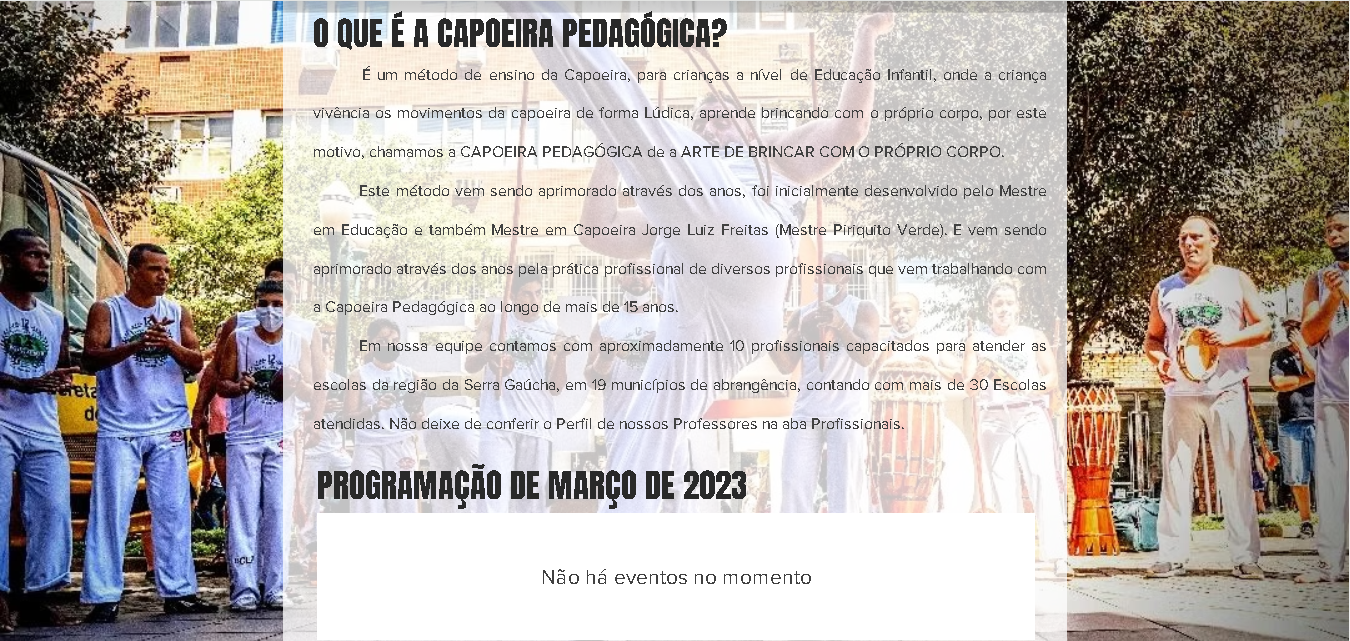 O QUE É A CAPOEIRA PEDAGÓGICA?
É um método de ensino da Capoeira, para crianças a nível de Educação Infantil, onde a criança
vivência os movimentos da capoeira de forma Lúdica, aprende brincando com o próprio corpo, por este
motivo, chamamos a CAPOEIRA PEDAGÓGICA de a ARTE DE BRINCAR COM O PRÓPRIO CORPO.
Este método vem sendo aprimorado através dos anos, foi inicialmente desenvolvido pelo Mestre
em Educação e também Mestre em Capoeira Jorge Luiz Freitas (Mestre Piriquito Verde). E vem sendo
aprimorado através dos anos pela prática profissional de diversos profissionais que vem trabalhando com
a Capoeira Pedagógica ao longo de mais de 15 anos.
Em nossa equipe contamos com aproximadamente 10 profissionais capacitados para atender as
escolas da região da Serra Gaúcha, em 19 municípios de abrangência, contando com mais de 30 Escolas
atendidas. Não deixe de conferir o Perfil de nossos Professores na aba Profissionais.
PROGRAMAÇÃO DE MARÇO DE 2023
Não há eventos no momento